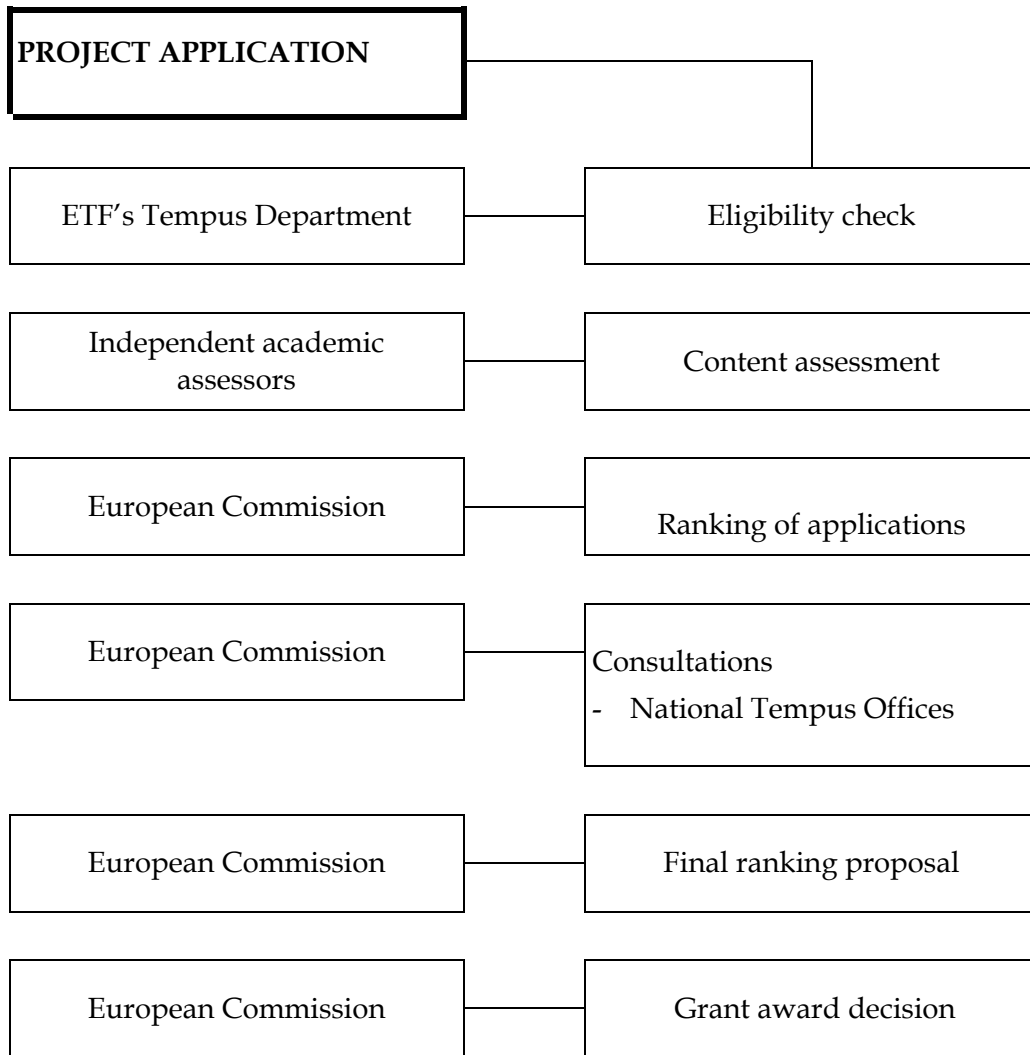 PROJECT APPLICATION
ETF’s Tempus Department
Eligibility check
Independent academic
assessors
Content assessment
European Commission
Ranking of applications
European Commission
Consultations
- National Tempus Offices
European Commission
Final ranking proposal
European Commission
Grant award decision